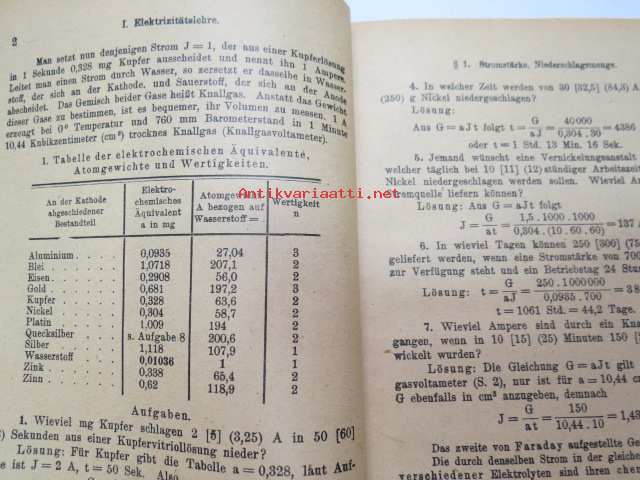 2
I. Elektrizitätslehre.
Man setzt nun denjenigen Strom J = 1, der aus einer Kupferlösung
in 1 Sekunde 0,328 mg Kupfer ausscheidet und nennt ihn 1 Ampere.
Leitet man einen Strom durch Wasser, so zersetzt er dasselbe in Wasser-
stoff, der sich an der Kathode, und Sauerstoff, der sich an der Anode
abscheidet. Das Gemisch beider Gase heißt Knallgas. Anstatt das Gewicht
dieser Gase zu bestimmen, ist es bequemer, ihr Volumen zu messen. 1 A
erzeugt bei 0° Temperatur und 760 mm Barometerstand in 1 Minute
10,44 Kubikzentimeter (cm³) trocknes Knallgas (Knallgasvoltameter).
1. Tabelle der elektrochemischen Äquivalente,
Atomgewichte und Wertigkeiten.
An der Kathode abgeschiedener Bestandteil
Elektro-chemisches Äquivalent a in mg
Atomgew. A bezogen auf Wasserstoff =
Wertigkeit n
Aluminium . . . . 0,0935 27,04 3
Blei . . . . . 1,0718 207,1 2
Eisen . . . . . 0,2908 56,0 2
Gold . . . . . 0,681 197,2 3
Kupfer . . . . 0,328 63,6 2
Nickel . . . . 0,304 58,7 2
Platin . . . . 1,009 194 2
Quecksilber . . . s. Aufgabe 8 200,6 2
Silber . . . . 1,118 107,9 1
Wasserstoff . . . 0,01036 1 1
Zink . . . . . 0,338 65,4 2
Zinn . . . . . 0,62 118,9 2
Aufgaben.
1. Wieviel mg Kupfer schlagen 2 [5] (3,25) A in 50 [60]
Sekunden aus einer Kupfervitriollösung nieder?
Lösung: Für Kupfer gibt die Tabelle a = 0,328, laut Auf-
ist J = 2 A, t = 50 Sek. Also
§ 1. Stromstärke. Niederschlagsmenge.
4. In welcher Zeit werden von 30 [32,5] (84,3) A
(250) g Nickel niedergeschlagen?
Lösung:
Aus G = aJt folgt t = G/aJ = 40000/0,304 . 30 = 4386
oder t = 1 Std. 13 Min. 16 Sek.
5. Jemand wünscht eine Vernickelungsanstalt
welcher täglich bei 10 [11] (12) stündiger Arbeitszeit
Nickel niedergeschlagen werden sollen. Wieviel Am
tremquelle liefern können?
Lösung: Aus G = aJt folgt
J = G/at = 1,5 . 1000 . 1000/0,304 . (10 . 60 . 60) = 137
6. In wieviel Tagen können 250 [300] (75
geliefert werden, wenn eine Stromstärke von 700
zur Verfügung steht und ein Betriebstag 24 Stun
Lösung: t = G/aJ = 250 . 1000000/0,0935 . 700 = 38
t = 1061 Std. = 44,2 Tage.
7. Wieviel Ampere sind durch ein Kna
gangen, wenn in 10 [15] (25) Minuten 150 [
wickelt wurden?
Lösung: Die Gleichung G = aJt gilt
gasvoltameter (S. 2), nur ist für a = 10,44 cm
G ebenfalls in cm³ anzugeben, demnach
J = G/at = 150/10,44 . 10 = 1,43
Das zweite von Faraday aufgestellte Ge
Die durch denselben Strom in der gleiche
verschiedener Elektrolyten sind ihren chem
Antikvariaatti.net